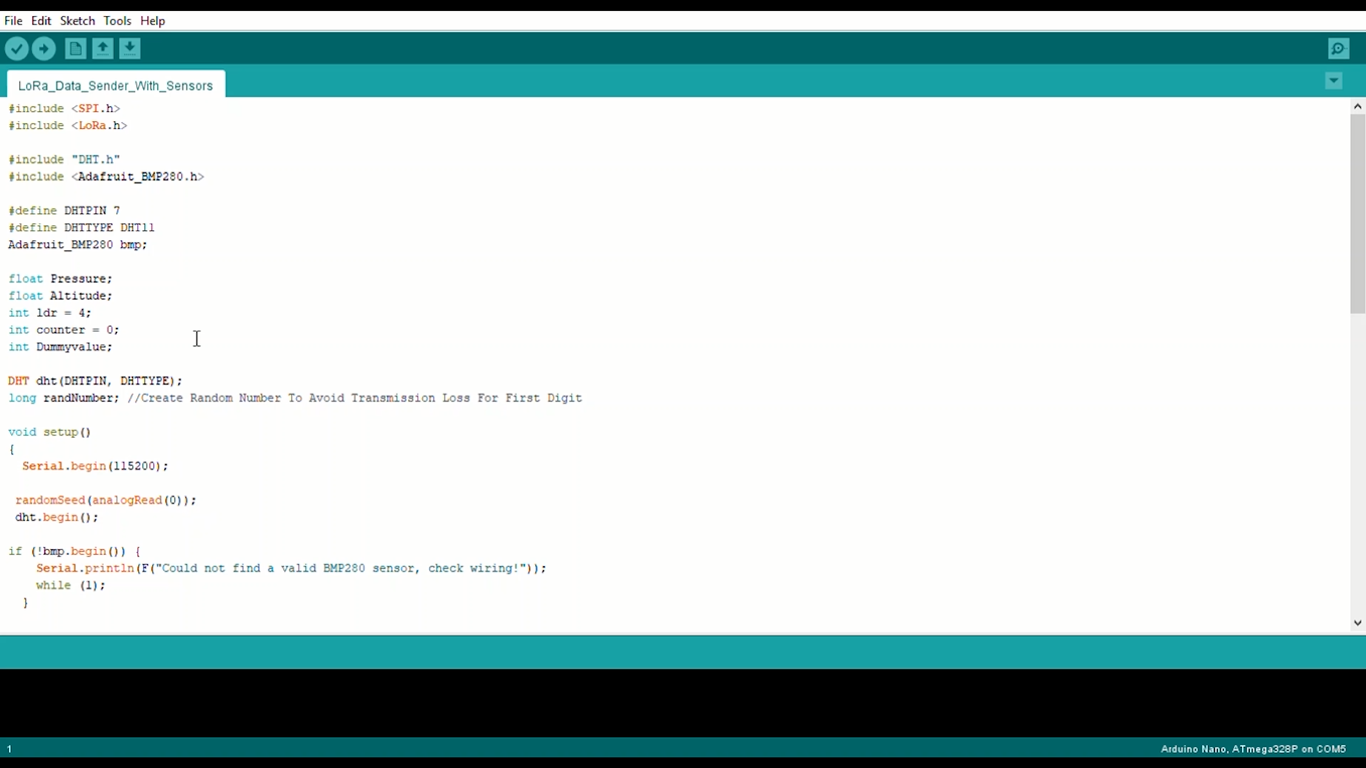 File Edit Sketch Tools Help
LoRa_Data_Sender_With_Sensors
#include <SPI.h>
#include <LoRa.h>
#include "DHT.h"
#include <Adafruit_BMP280.h>
#define DHTPIN 7
#define DHTTYPE DHT11
Adafruit_BMP280 bmp;
float Pressure;
float Altitude;
int ldr = 4;
int counter = 0;
int Dummyvalue;
DHT dht(DHTPIN, DHTTYPE);
long randNumber; //Create Random Number To Avoid Transmission Loss For First Digit
void setup()
{
Serial.begin(115200);
randomSeed(analogRead(0));
dht.begin();
if (!bmp.begin()) {
Serial.println(F("Could not find a valid BMP280 sensor, check wiring!"));
while (1);
}
1
Arduino Nano, ATmega328P on COM5